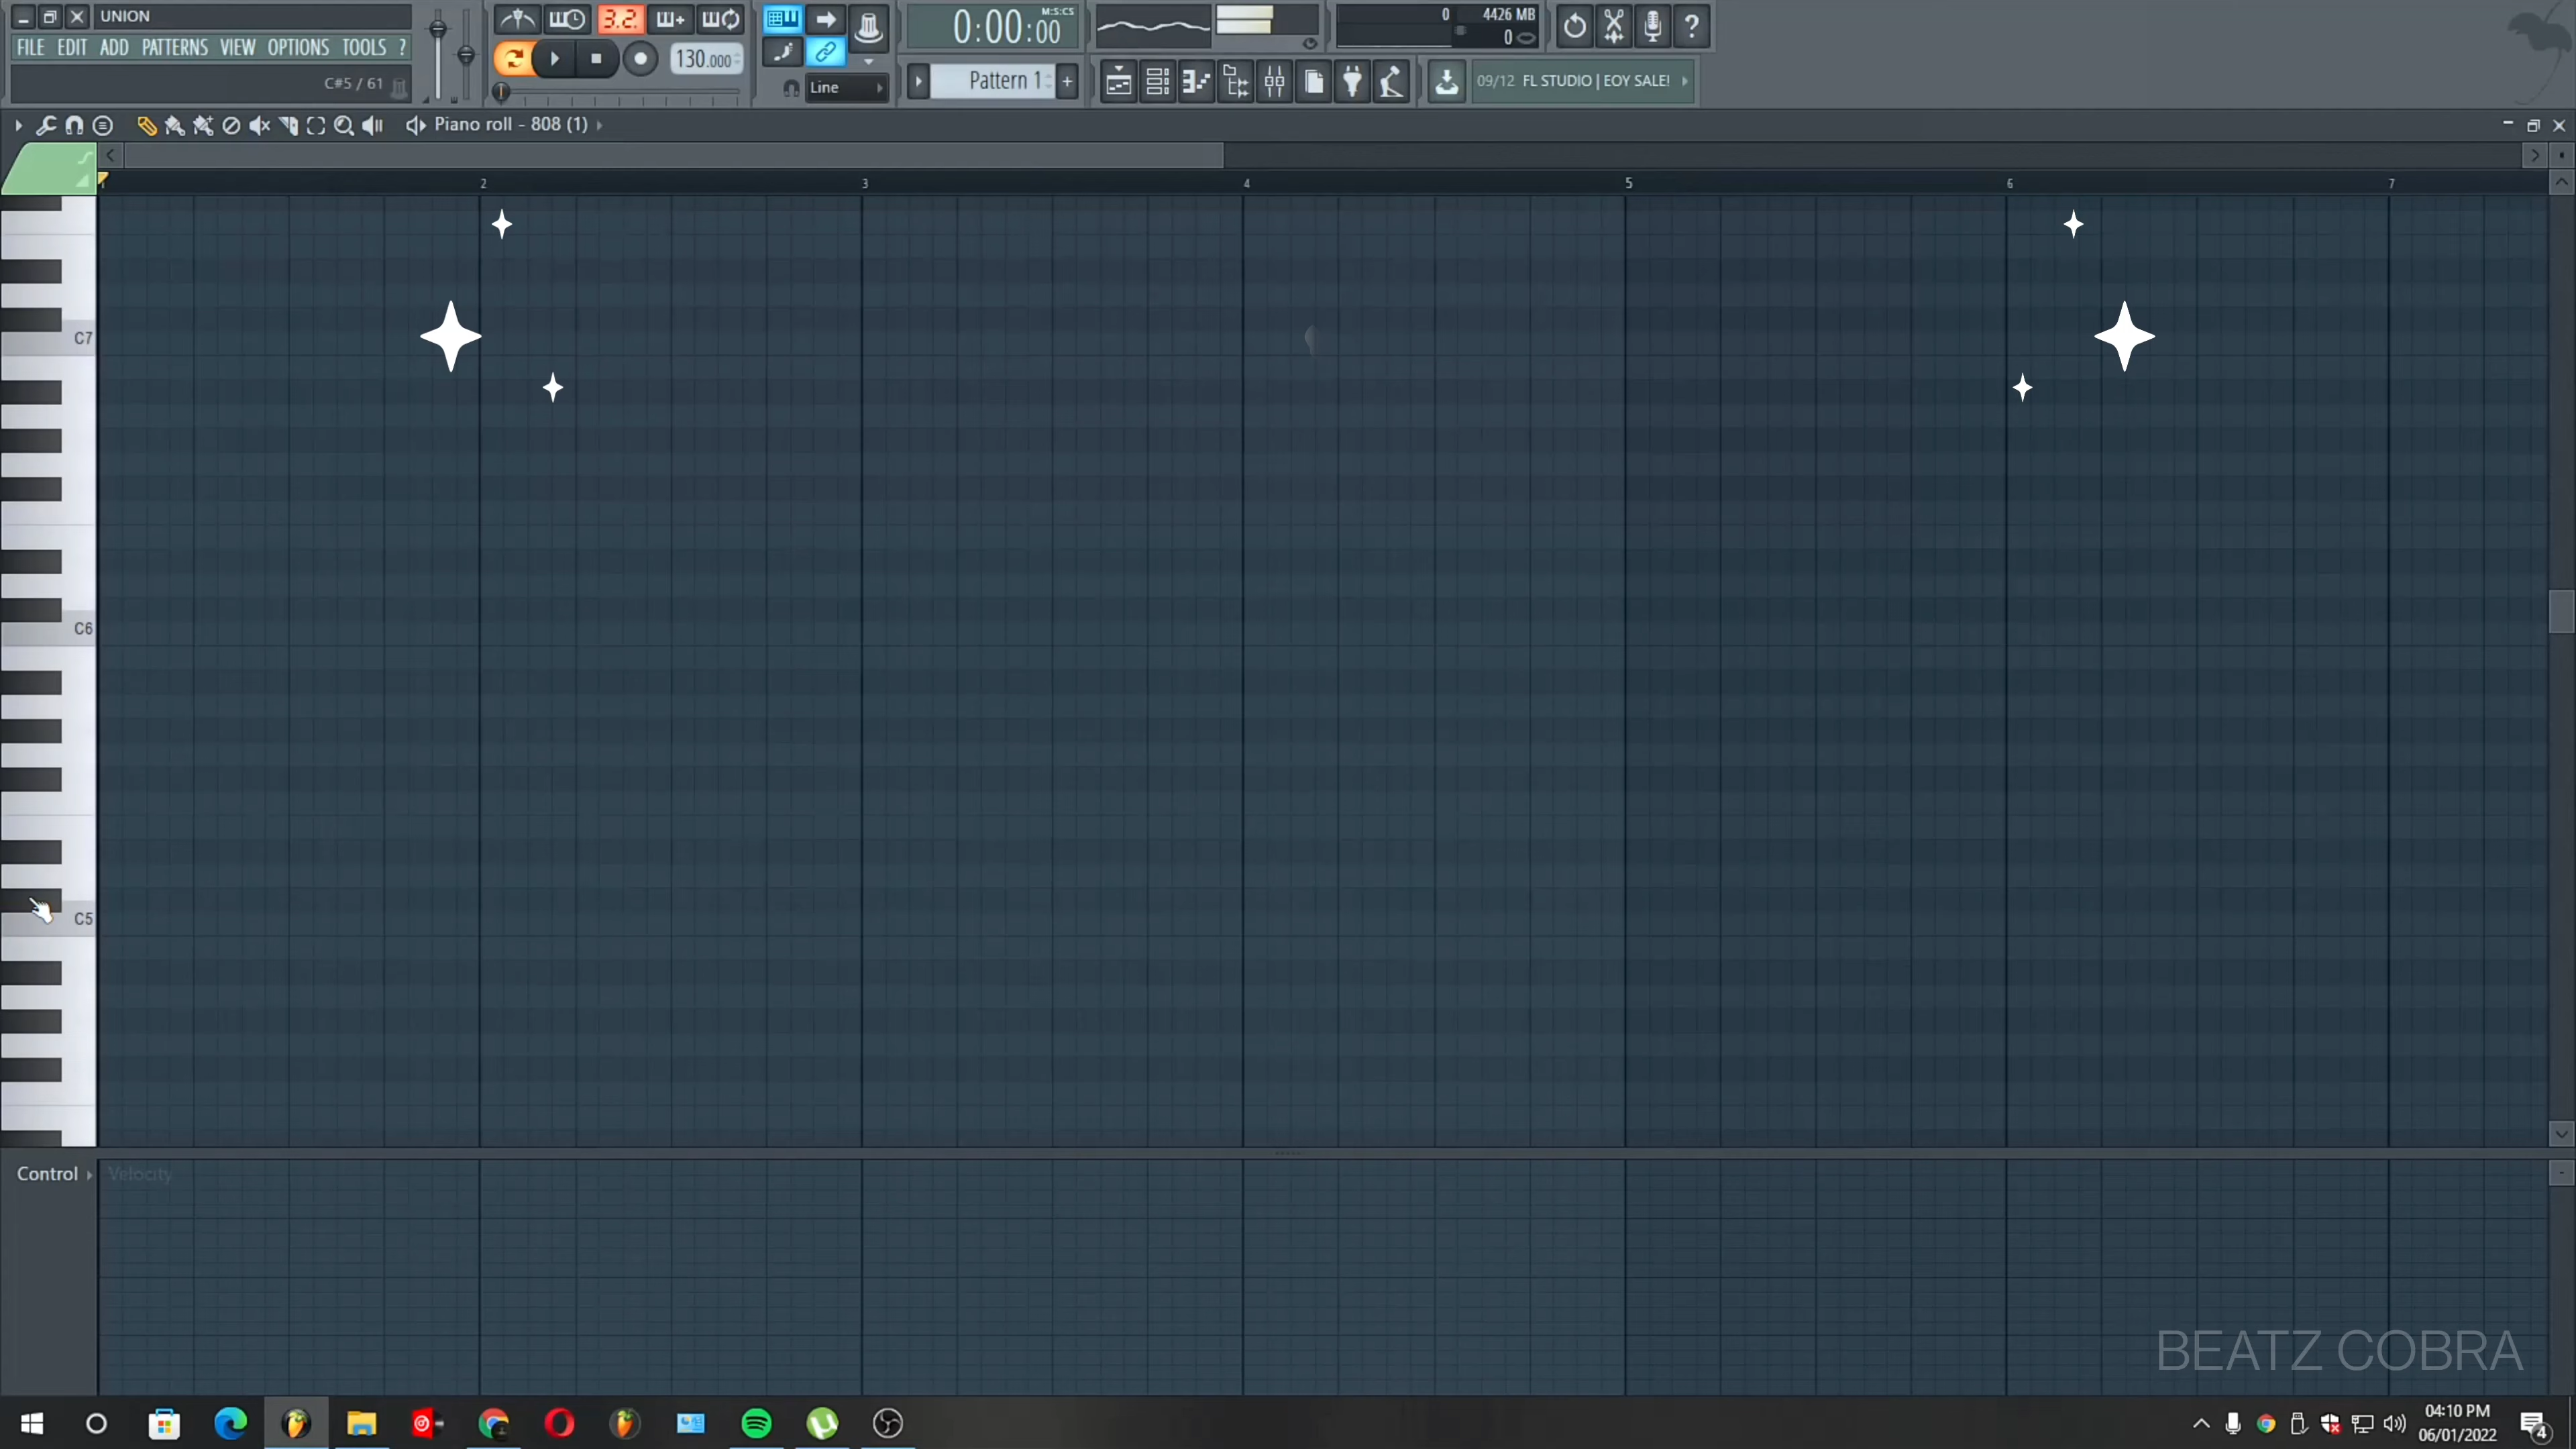 UNION
FILE EDIT ADD PATTERNS VIEW OPTIONS TOOLS ?
C#5 / 61
3.2.
130.000
Line
0:00:00
M:S:CS
Pattern 1
0
4426 MB
0
09/12 FL STUDIO | EOY SALE!
Piano roll - 808 (1)
2 3 4 5 6 7
C7
C6
C5
Control
Velocity
BEATZ COBRA
04:10 PM
06/01/2022
4